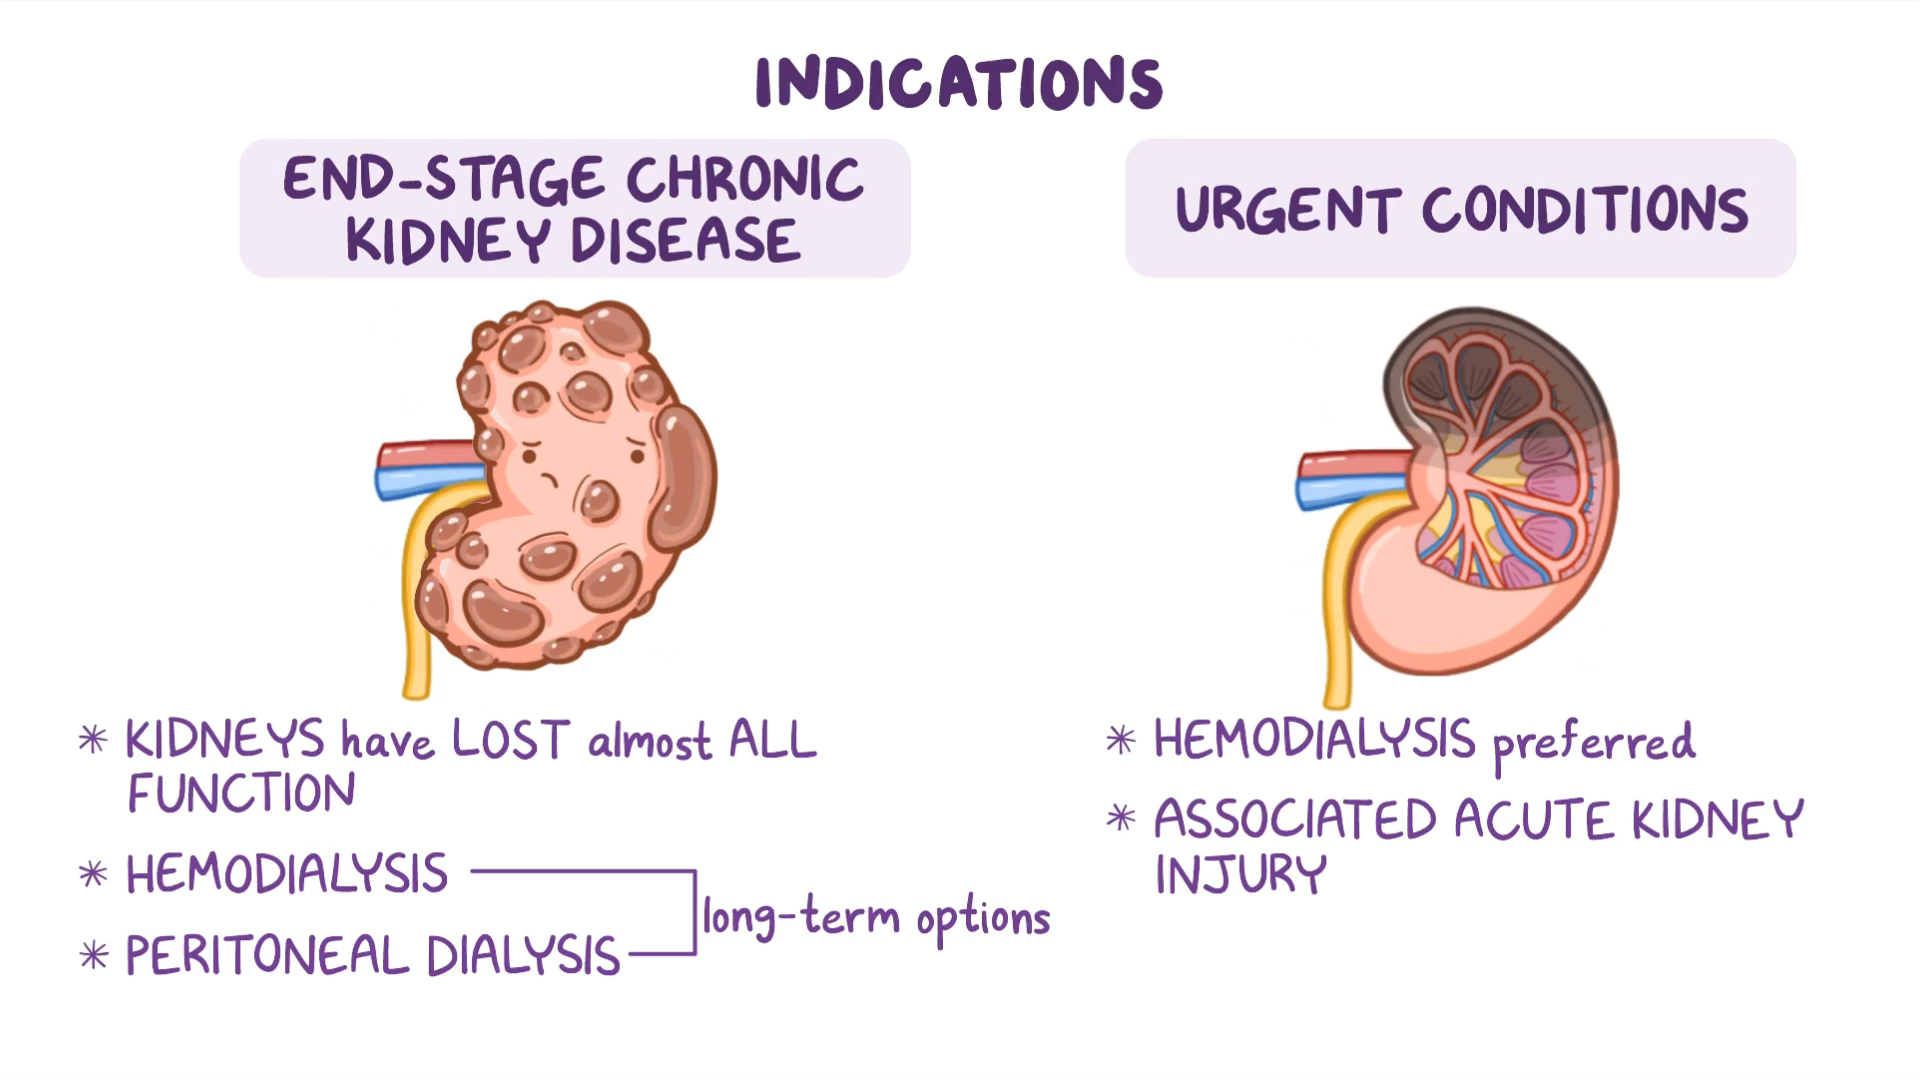 INDICATIONS
END-STAGE CHRONIC
KIDNEY DISEASE
* KIDNEYS have LOST almost ALL
FUNCTION
* HEMODIALYSIS
* PERITONEAL DIALYSIS
long-term options
URGENT CONDITIONS
* HEMODIALYSIS preferred
* ASSOCIATED ACUTE KIDNEY
INJURY